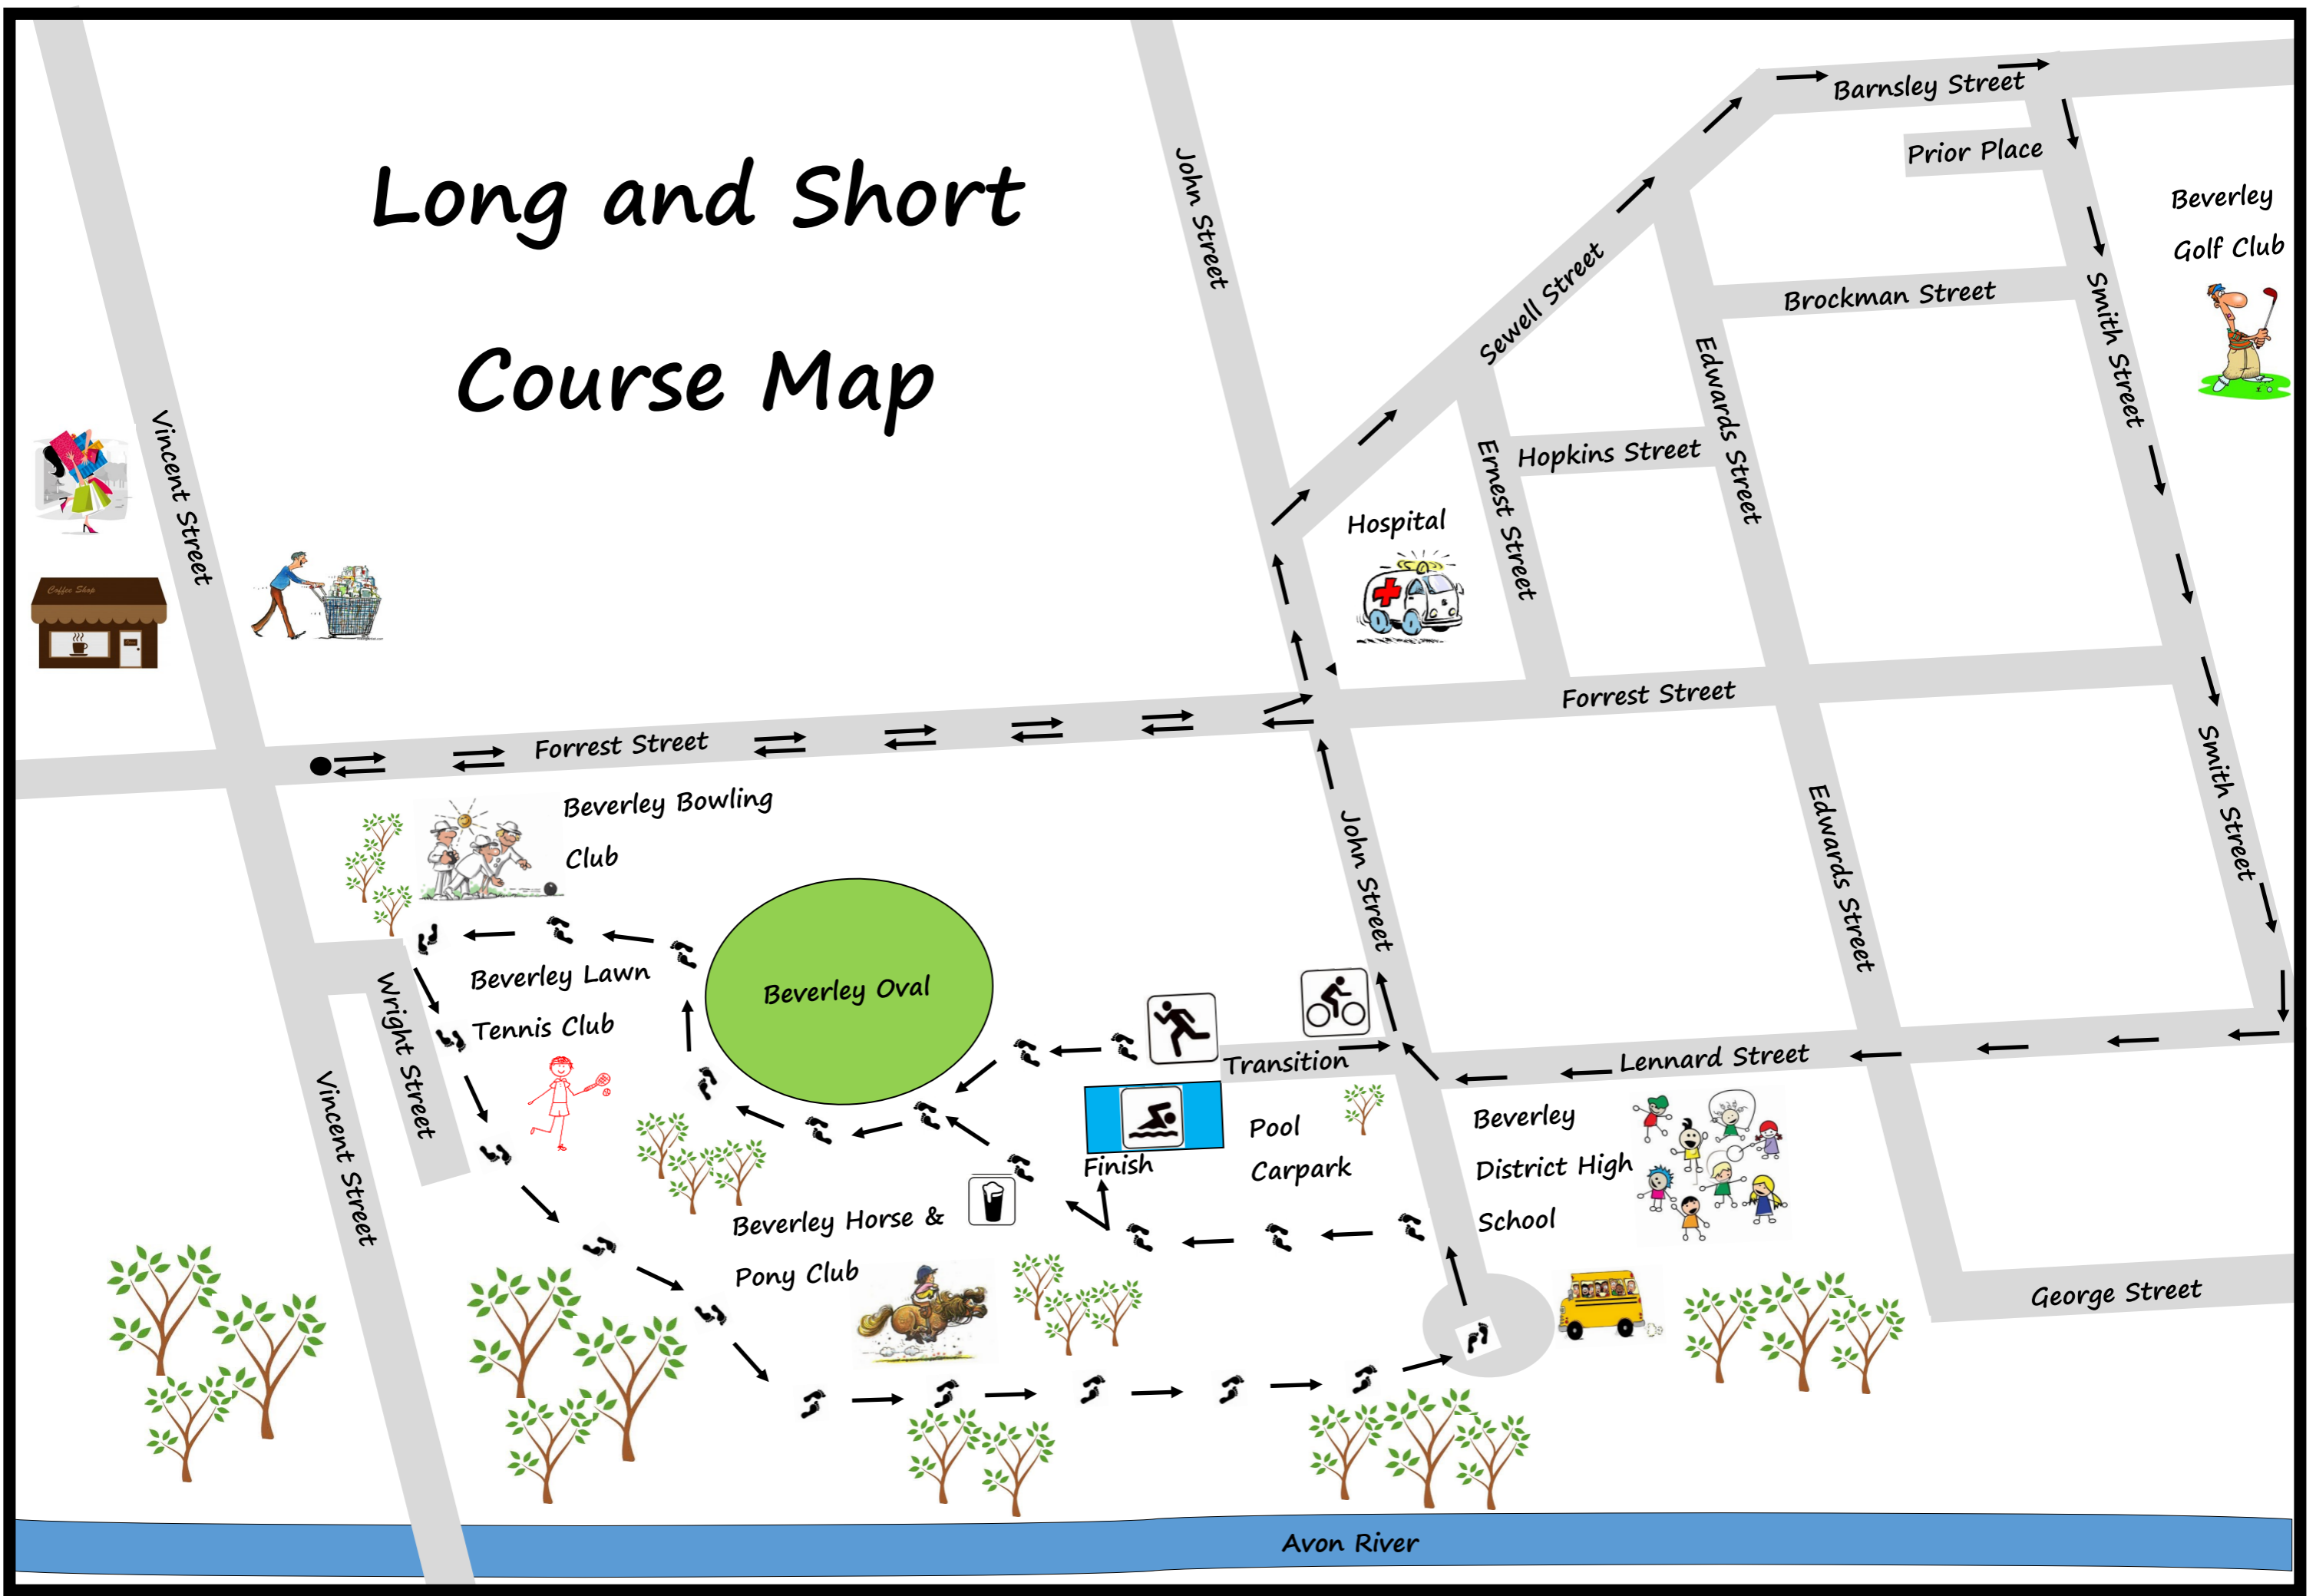 Long and Short
Course Map
John Street
Barnsley Street
Prior Place
Beverley
Golf Club
Brockman Street
Sewell Street
Smith Street
Edwards Street
Vincent Street
Hopkins Street
Ernest Street
Hospital
Coffee Shop
Forrest Street
Forrest Street
Smith Street
Beverley Bowling
Club
John Street
Edwards Street
Beverley Oval
Beverley Lawn
Tennis Club
Wright Street
Transition
Lennard Street
Vincent Street
Pool
Carpark
Finish
Beverley
District High
School
Beverley Horse &
Pony Club
George Street
Avon River